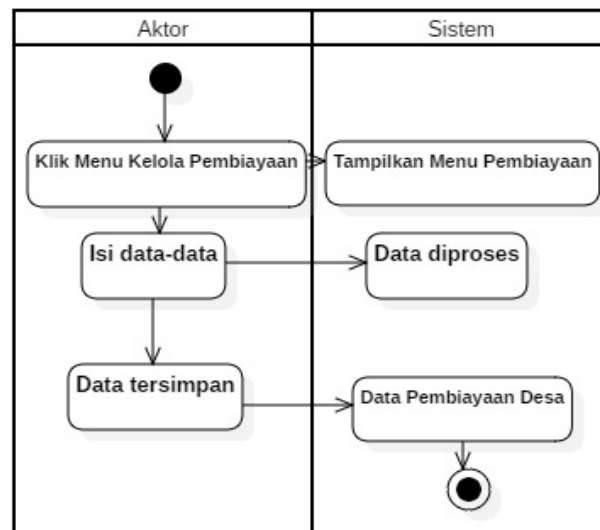 Aktor
Sistem
Klik Menu Kelola Pembiayaan
Tampilkan Menu Pembiayaan
Isi data-data
Data diproses
Data tersimpan
Data Pembiayaan Desa